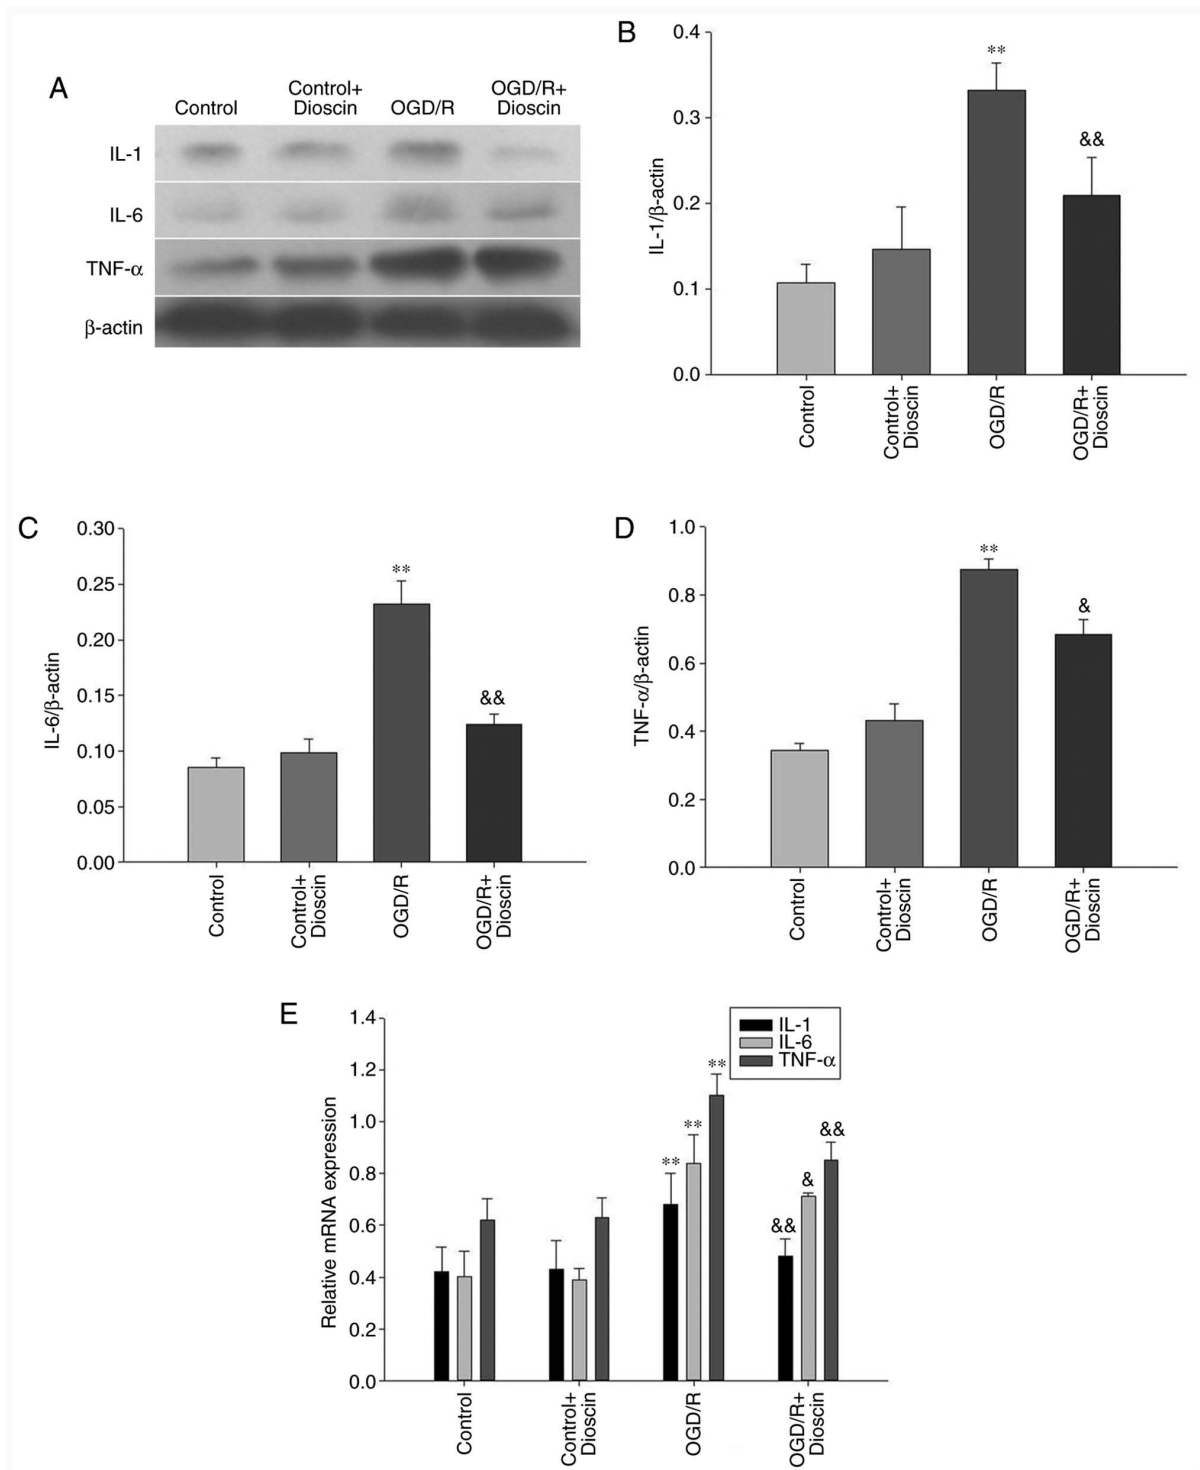 A
Control
Control+
Dioscin
OGD/R
OGD/R+
Dioscin
IL-1
IL-6
TNF-α
β-actin
B
IL-1/β-actin
0.4
0.3
0.2
0.1
0.0
**
&&
Control
Control+
Dioscin
OGD/R
OGD/R+
Dioscin
C
IL-6/β-actin
0.30
0.25
0.20
0.15
0.10
0.05
0.00
**
&&
Control
Control+
Dioscin
OGD/R
OGD/R+
Dioscin
D
TNF-α/β-actin
1.0
0.8
0.6
0.4
0.2
0.0
**
&
Control
Control+
Dioscin
OGD/R
OGD/R+
Dioscin
E
Relative mRNA expression
1.4
1.2
1.0
0.8
0.6
0.4
0.2
0.0
IL-1
IL-6
TNF-α
**
**
**
&&
&
&&
Control
Control+
Dioscin
OGD/R
OGD/R+
Dioscin